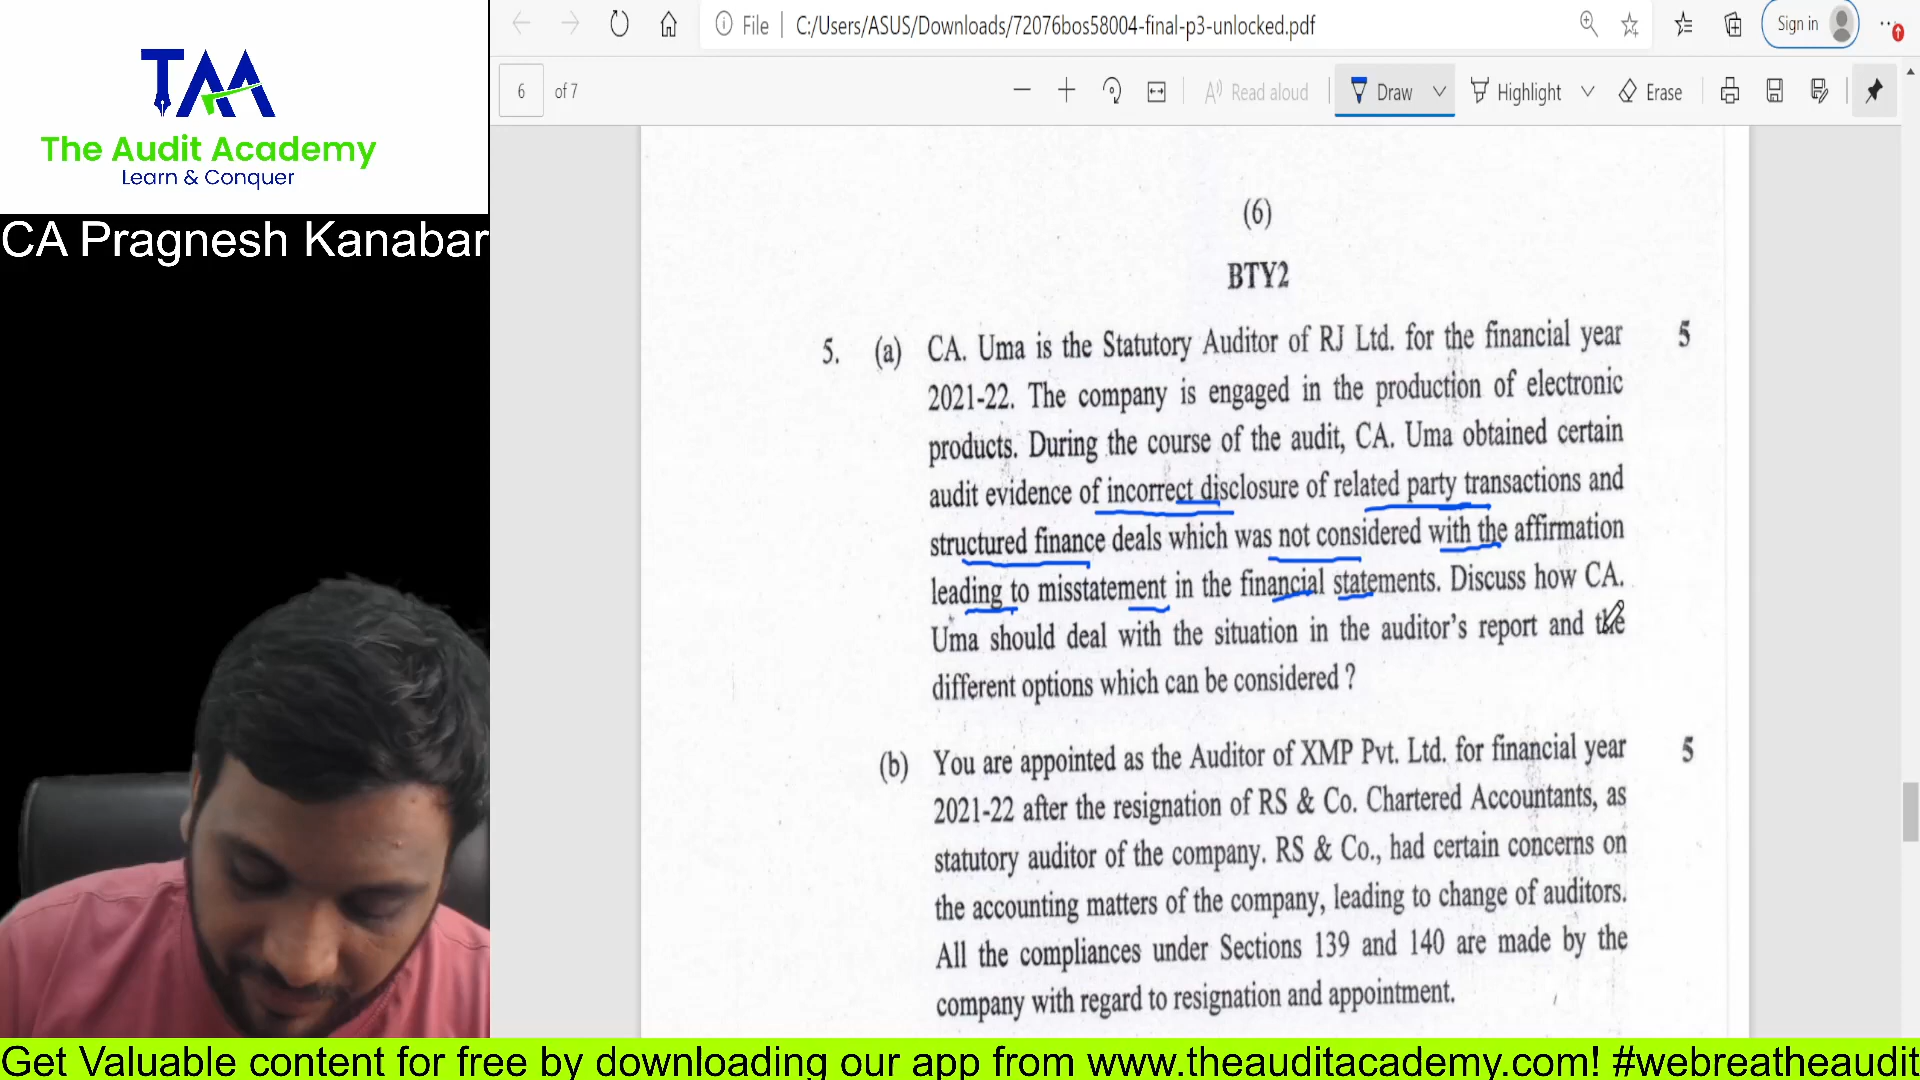 TAA
The Audit Academy
Learn & Conquer
CA Pragnesh Kanabar
File
C:/Users/ASUS/Downloads/72076bos58004-final-p3-unlocked.pdf
Sign in
6 of 7
Read aloud
Draw
Highlight
Erase
(6)
BTY2
5. (a) CA. Uma is the Statutory Auditor of RJ Ltd. for the financial year 5
2021-22. The company is engaged in the production of electronic
products. During the course of the audit, CA. Uma obtained certain
audit evidence of incorrect disclosure of related party transactions and
structured finance deals which was not considered with the affirmation
leading to misstatement in the financial statements. Discuss how CA.
Uma should deal with the situation in the auditor's report and the
different options which can be considered ?
(b) You are appointed as the Auditor of XMP Pvt. Ltd. for financial year 5
2021-22 after the resignation of RS & Co. Chartered Accountants, as
statutory auditor of the company. RS & Co., had certain concerns on
the accounting matters of the company, leading to change of auditors.
All the compliances under Sections 139 and 140 are made by the
company with regard to resignation and appointment.
Get Valuable content for free by downloading our app from www.theauditacademy.com! #webreatheaudit